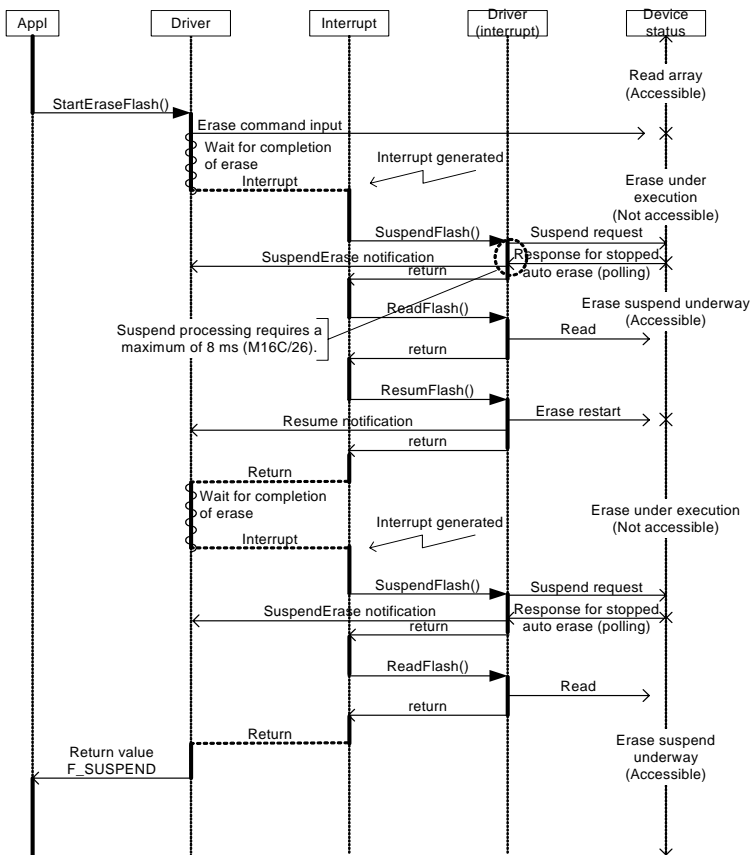 Appl
Driver
Interrupt
Driver
(interrupt)
Device
status
Read array
(Accessible)
StartEraseFlash()
Erase command input
Wait for completion
of erase
Interrupt generated
Interrupt
Erase under
execution
(Not accessible)
SuspendFlash()
Suspend request
SuspendErase notification
Response for stopped
auto erase (polling)
return
Erase suspend underway
(Accessible)
ReadFlash()
Suspend processing requires a
maximum of 8 ms (M16C/26).
Read
return
ResumFlash()
Erase restart
Resume notification
return
Return
Wait for completion
of erase
Erase under execution
(Not accessible)
Interrupt generated
Interrupt
SuspendFlash()
Suspend request
SuspendErase notification
Response for stopped
auto erase (polling)
return
ReadFlash()
Read
return
Return
Erase suspend
underway
(Accessible)
Return value
F_SUSPEND